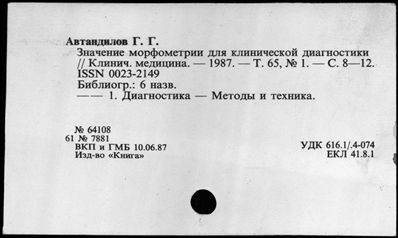 Автандилов Г. Г.
Значение морфометрии для клинической диагностики
// Клинич. медицина. — 1987. — Т. 65, № 1. — С. 8—12.
ISSN 0023-2149
Библиогр.: 6 назв.
—— 1. Диагностика — Методы и техника.
№ 64108
61 № 7881
ВКП и ГМБ 10.06.87
Изд-во «Книга»
УДК 616.1/.4-074
ЕКЛ 41.8.1